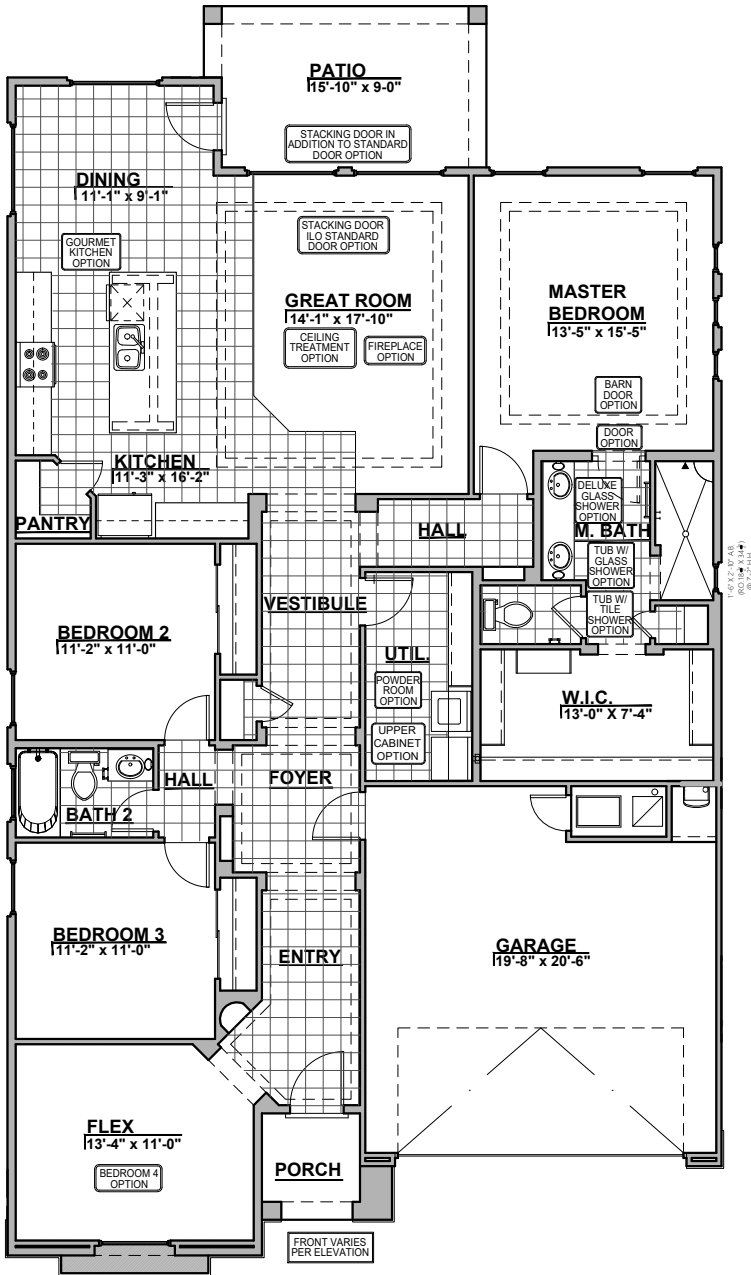 PATIO
15'-10" x 9-0"
STACKING DOOR IN
ADDITION TO STANDARD
DOOR OPTION
DINING
11'-1" x 9'-1"
GOURMET
KITCHEN
OPTION
STACKING DOOR
ILO STANDARD
DOOR OPTION
GREAT ROOM
14'-1" x 17'-10"
CEILING
TREATMENT
OPTION
FIREPLACE
OPTION
MASTER
BEDROOM
13'-5" x 15'-5"
BARN
DOOR
OPTION
DOOR
OPTION
KITCHEN
11'-3" x 16'-2"
PANTRY
HALL
DELUXE
GLASS
SHOWER
OPTION
M. BATH
TUB W/
GLASS
SHOWER
OPTION
TUB W/
TILE
SHOWER
OPTION
VESTIBULE
BEDROOM 2
11'-2" x 11'-0"
UTIL.
POWDER
ROOM
OPTION
UPPER
CABINET
OPTION
W.I.C.
13'-0" X 7'-4"
HALL
FOYER
BATH 2
BEDROOM 3
11'-2" x 11'-0"
ENTRY
GARAGE
19'-8" x 20'-6"
FLEX
13'-4" x 11'-0"
BEDROOM 4
OPTION
PORCH
FRONT VARIES
PER ELEVATION